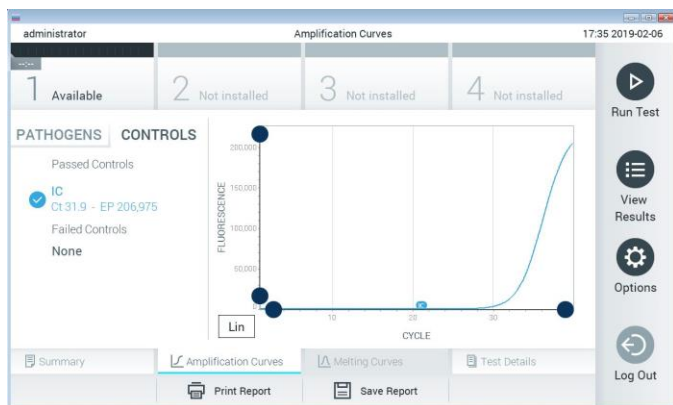 administrator
Amplification Curves
17:35 2019-02-06
--:--
1 Available
2 Not installed
3 Not installed
4 Not installed
Run Test
View
Results
Options
Log Out
PATHOGENS
CONTROLS
Passed Controls
IC
Ct 31.9 - EP 206,975
Failed Controls
None
FLUORESCENCE
200,000
150,000
100,000
50,000
0
IC
10
20
30
CYCLE
Lin
Summary
Amplification Curves
Melting Curves
Test Details
Print Report
Save Report